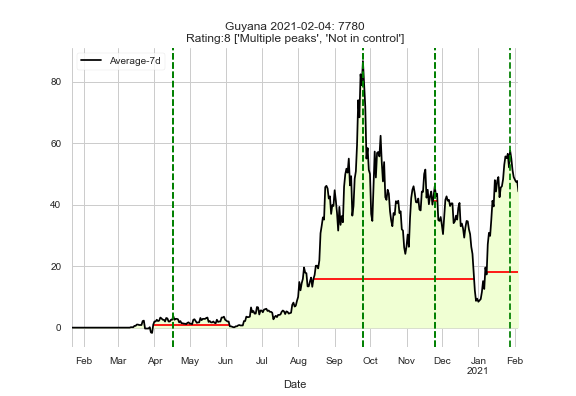 Guyana 2021-02-04: 7780
Rating:8 ['Multiple peaks', 'Not in control']
Average-7d
80
60
40
20
0
Feb Mar Apr May Jun Jul Aug Sep Oct Nov Dec Jan Feb
2021
Date